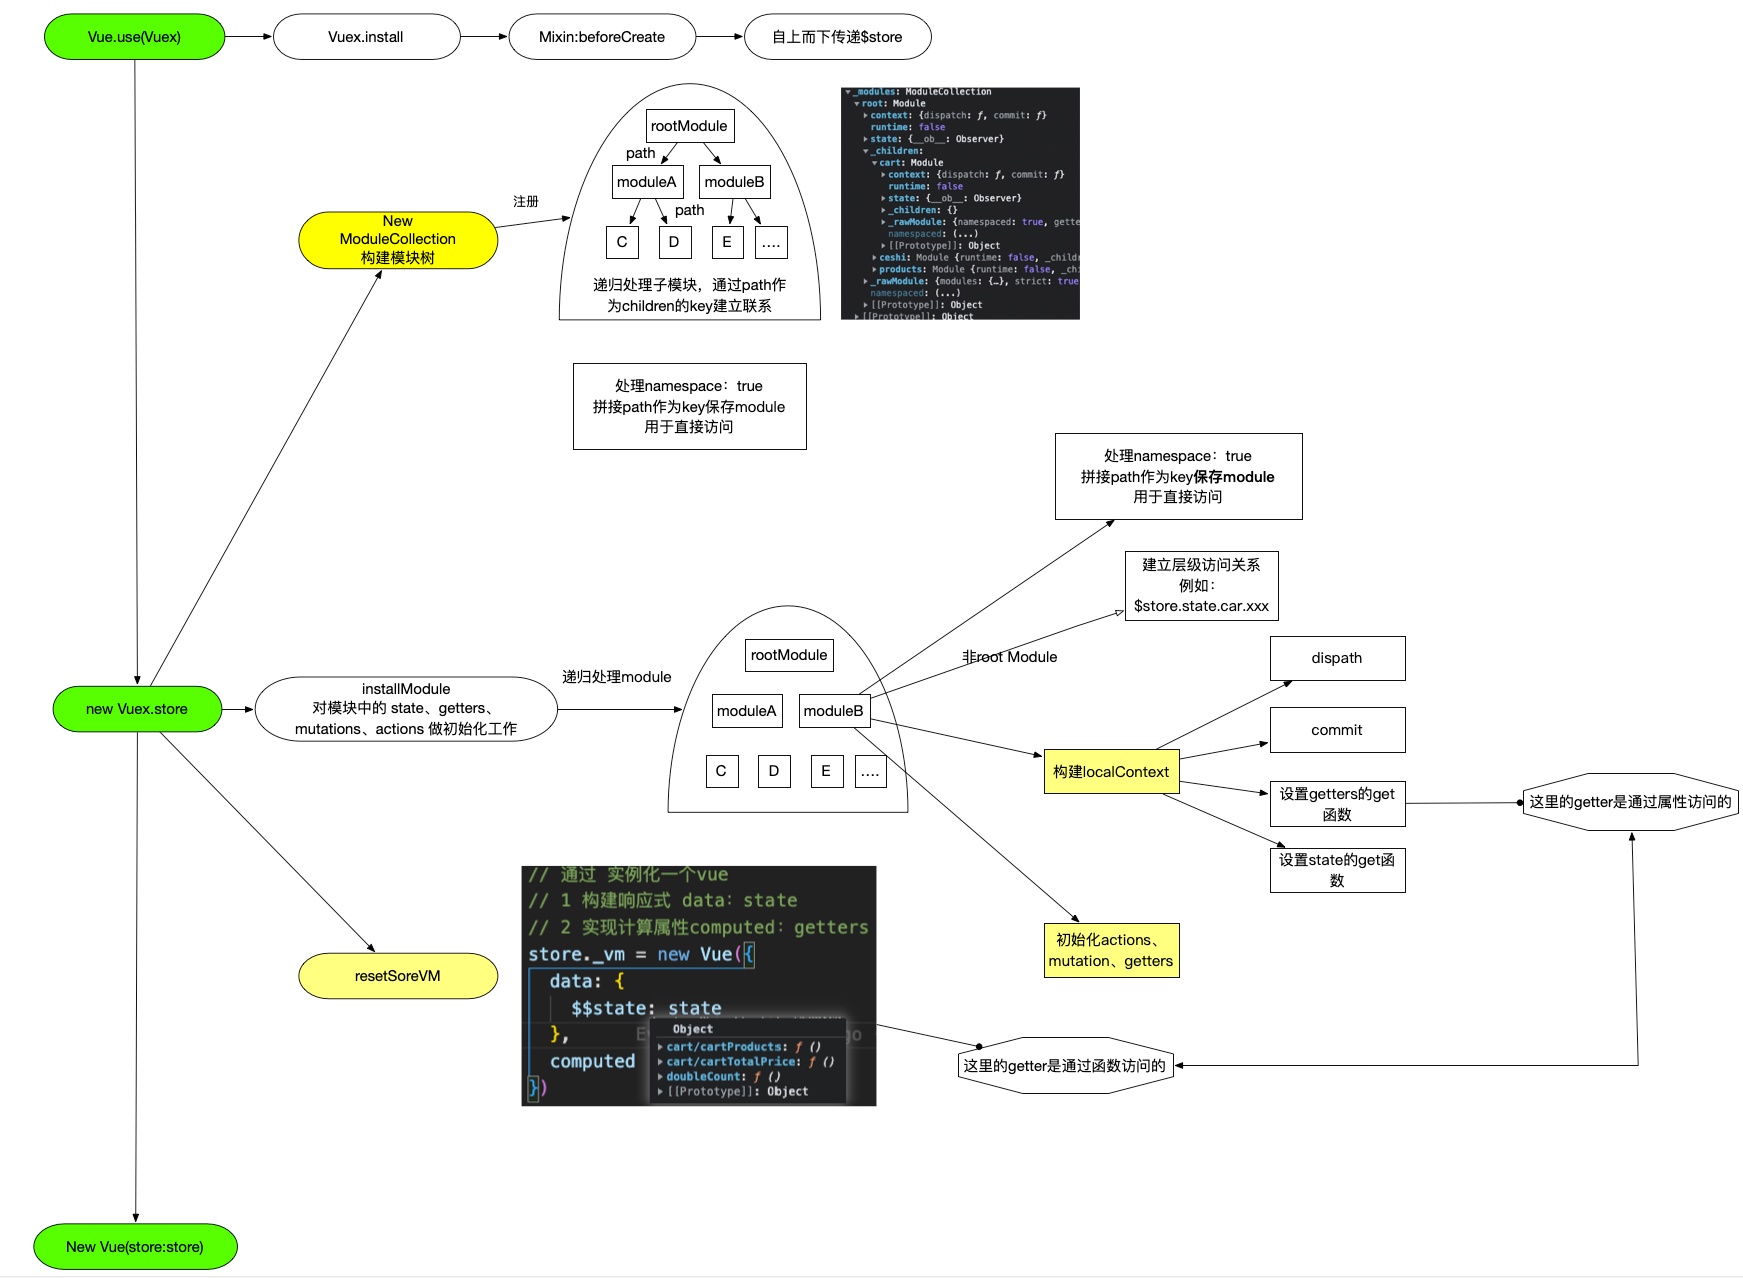 Vue.use(Vuex)
Vuex.install
Mixin:beforeCreate
自上而下传递$store
rootModule
path
moduleA
moduleB
path
C
D
E
....
递归处理子模块，通过path作
为children的key建立联系
注册
New
ModuleCollection
构建模块树
_modules: ModuleCollection
root: Module
context: {dispatch: ƒ, commit: ƒ}
runtime: false
state: {__ob__: Observer}
_children:
cart: Module
context: {dispatch: ƒ, commit: ƒ}
runtime: false
state: {__ob__: Observer}
_children: {}
_rawModule: {namespaced: true, gette
namespaced: (...)
[[Prototype]]: Object
ceshi: Module {runtime: false, _childr
products: Module {runtime: false, _chi
_rawModule: {modules: {…}, strict: true
namespaced: (...)
[[Prototype]]: Object
[[Prototype]]: Object
处理namespace：true
拼接path作为key保存module
用于直接访问
处理namespace：true
拼接path作为key保存module
用于直接访问
建立层级访问关系
例如：
$store.state.car.xxx
非root Module
new Vuex.store
installModule
对模块中的 state、getters、
mutations、actions 做初始化工作
递归处理module
rootModule
moduleA
moduleB
C
D
E
....
dispath
commit
构建localContext
设置getters的get
函数
设置state的get函
数
这里的getter是通过属性访问的
初始化actions、
mutation、getters
resetSoreVM
// 通过 实例化一个vue
// 1 构建响应式 data：state
// 2 实现计算属性computed：getters
store._vm = new Vue({
data: {
$$state: state
},
computed
})
Object
cart/cartProducts: ƒ ()
cart/cartTotalPrice: ƒ ()
doubleCount: ƒ ()
[[Prototype]]: Object
这里的getter是通过函数访问的
New Vue(store:store)